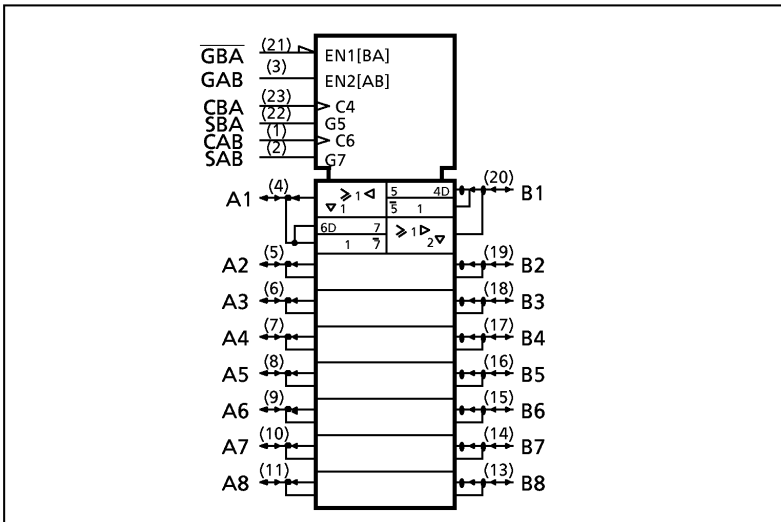 G̅B̅A̅ (21) EN1[BA]
GAB (3) EN2[AB]
CBA (23) C4
SBA (22) G5
CAB (1) C6
SAB (2) G7
A1 (4) ≥1 ◁ 5 4D (20) B1
▽1 5̅ 1
6D 7 ≥1 ▷
1 7̅ 2▽
A2 (5) (19) B2
A3 (6) (18) B3
A4 (7) (17) B4
A5 (8) (16) B5
A6 (9) (15) B6
A7 (10) (14) B7
A8 (11) (13) B8